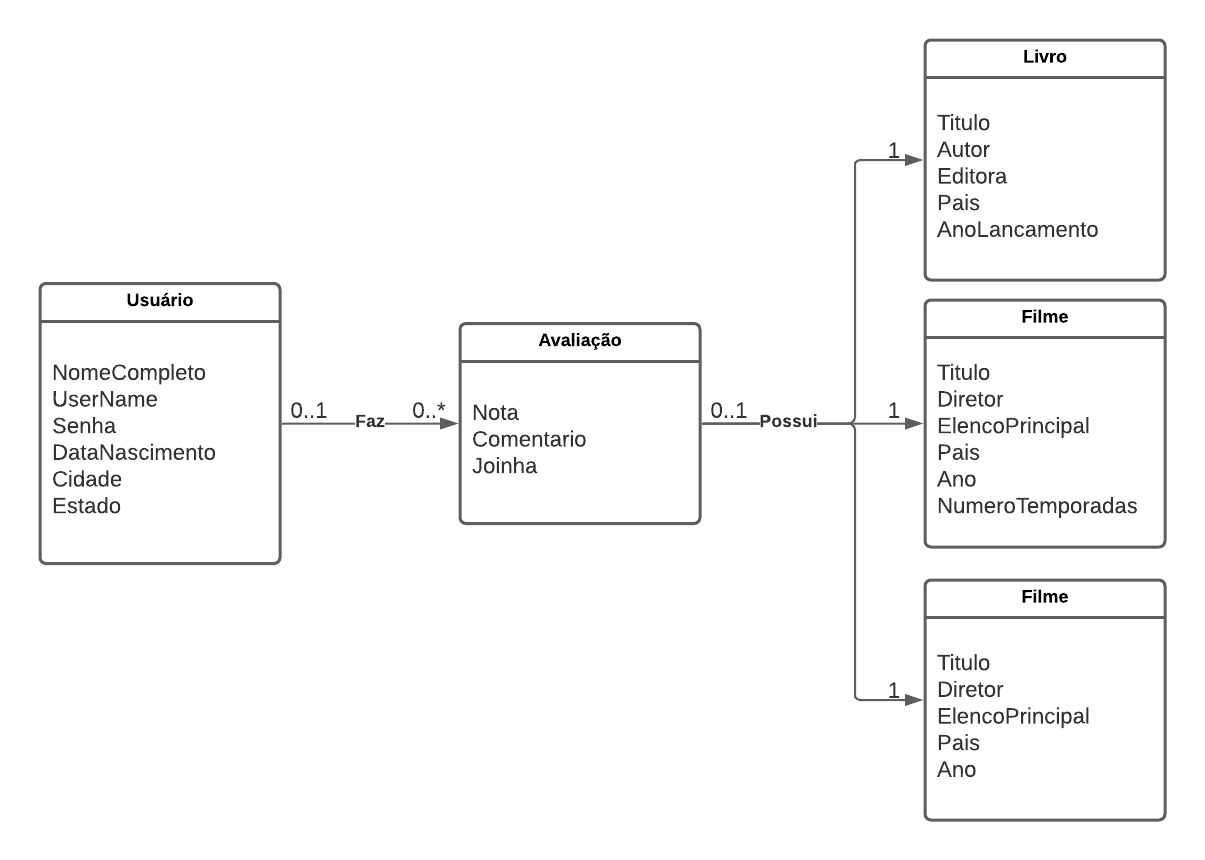 Livro
Titulo
Autor
Editora
Pais
AnoLancamento
Usuário
NomeCompleto
UserName
Senha
DataNascimento
Cidade
Estado
0..1
Faz
0..*
Avaliação
Nota
Comentario
Joinha
0..1
Possui
1
1
1
Filme
Titulo
Diretor
ElencoPrincipal
Pais
Ano
NumeroTemporadas
Filme
Titulo
Diretor
ElencoPrincipal
Pais
Ano